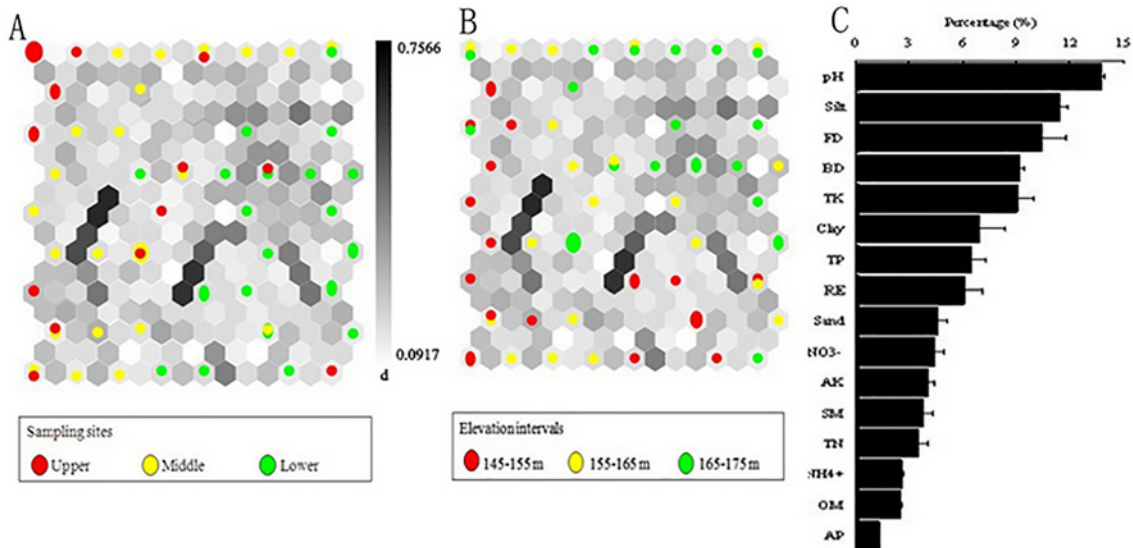 A
0.7566
0.0917
d
Sampling sites
Upper Middle Lower
B
Elevation intervals
145-155m 155-165m 165-175m
C
Percentage (%)
0 3 6 9 12 15
pH
Silt
FD
BD
TK
Clay
TP
RE
Sand
NO3-
AK
SM
TN
NH4+
OM
AP